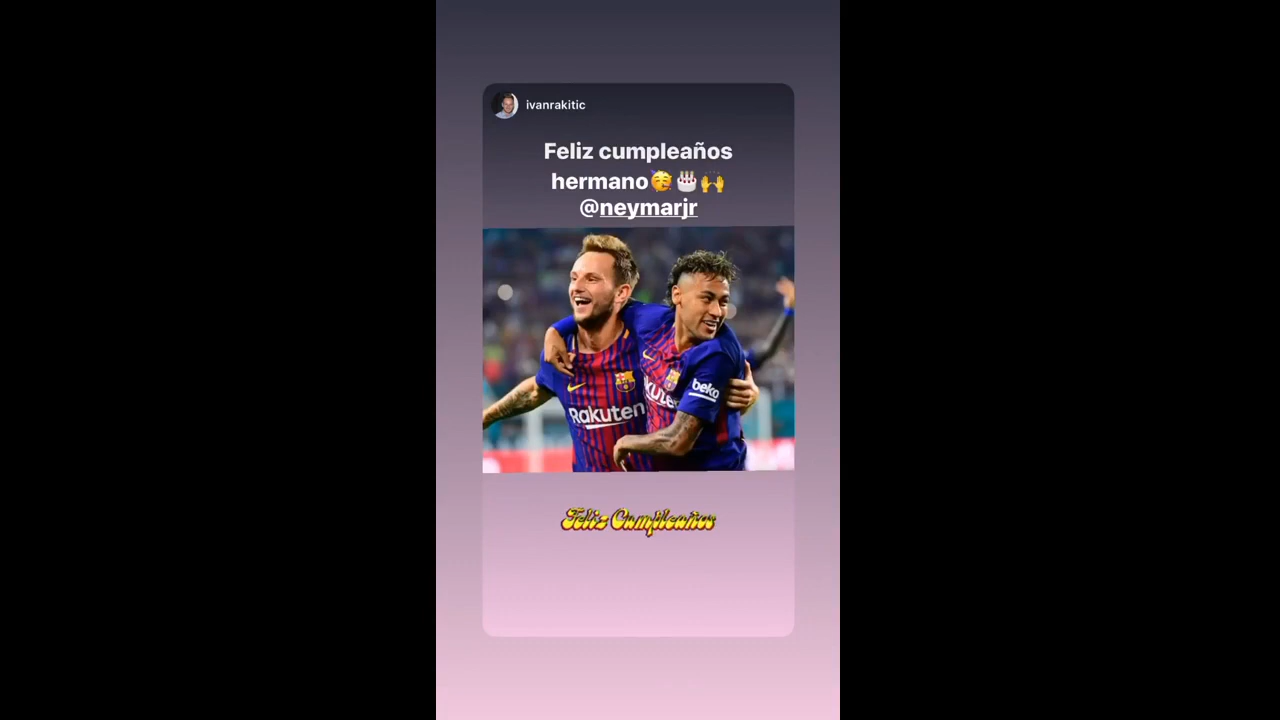 ivanrakitic
Feliz cumpleaños
hermano🥳🎂🙌
@neymarjr
Rakuten
Rakuten
beko
Feliz Cumpleaños